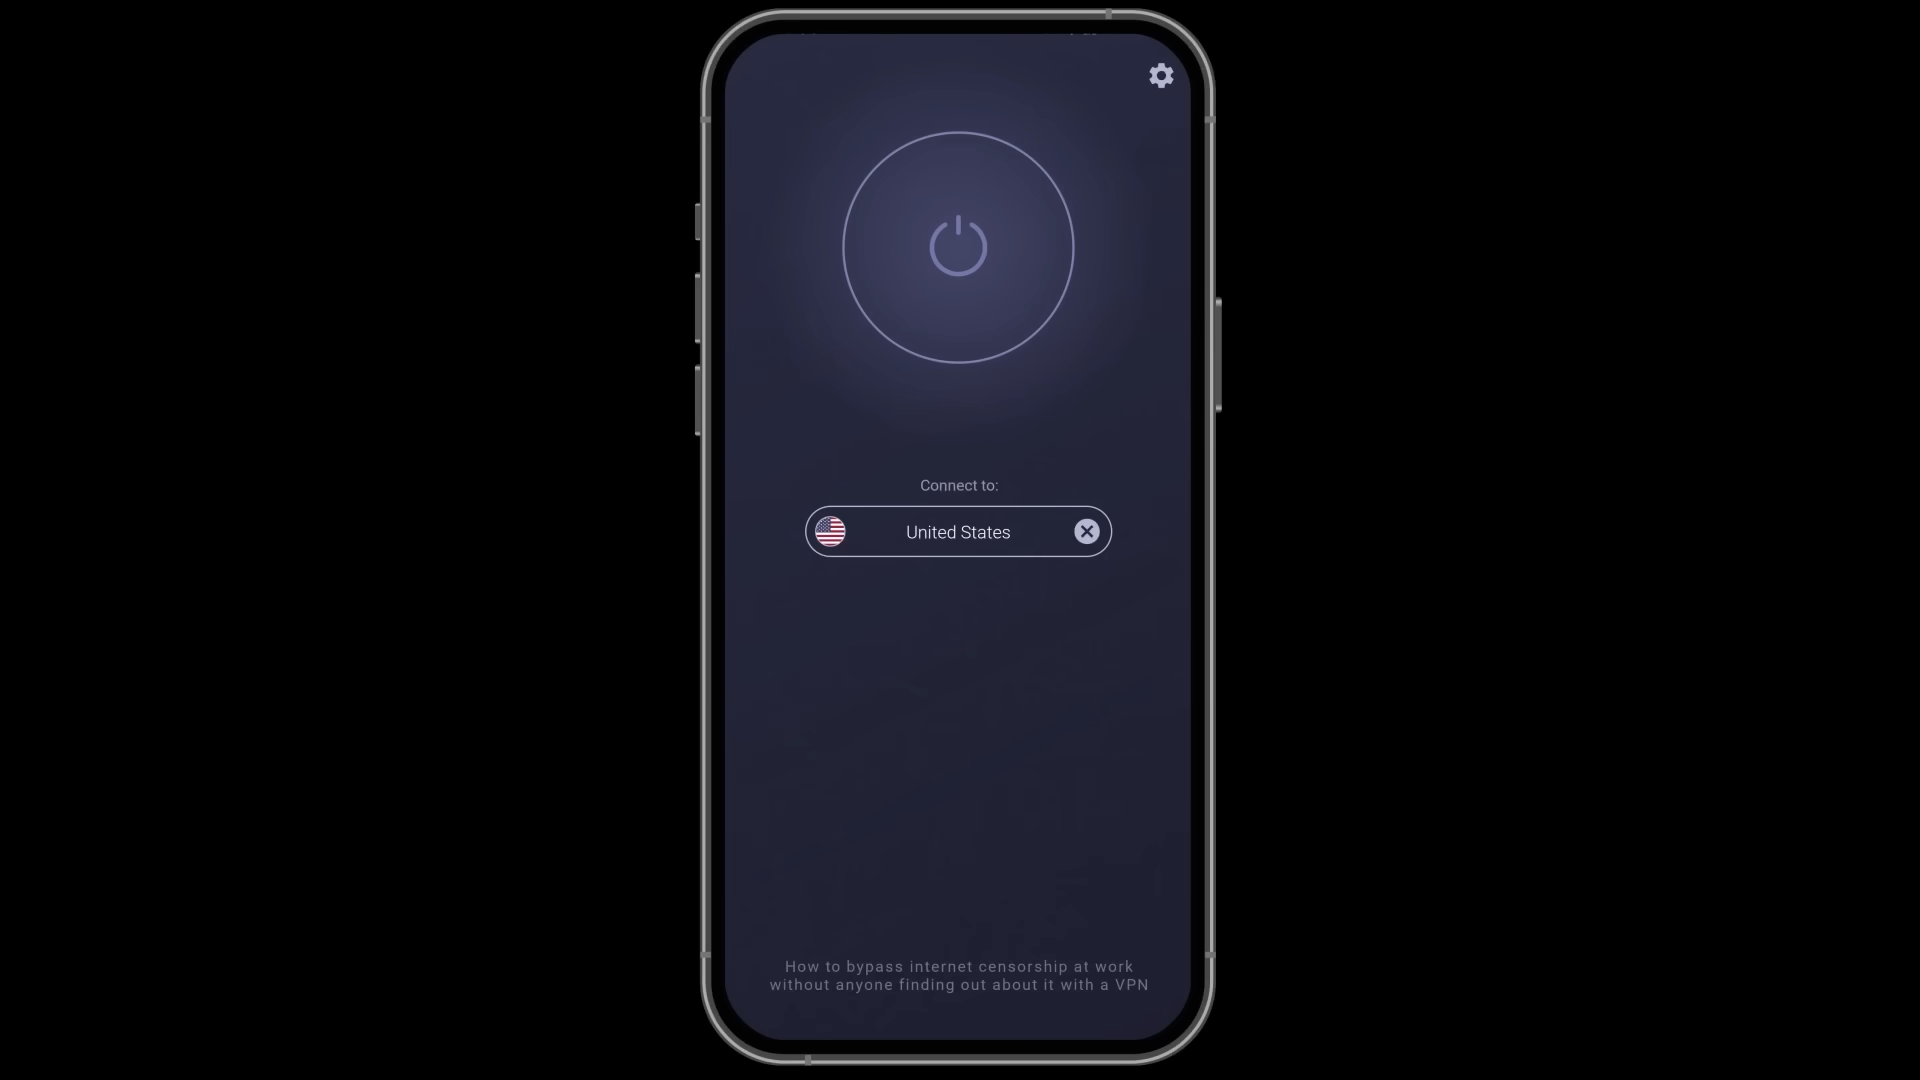 Connect to:
United States
How to bypass internet censorship at work
without anyone finding out about it with a VPN